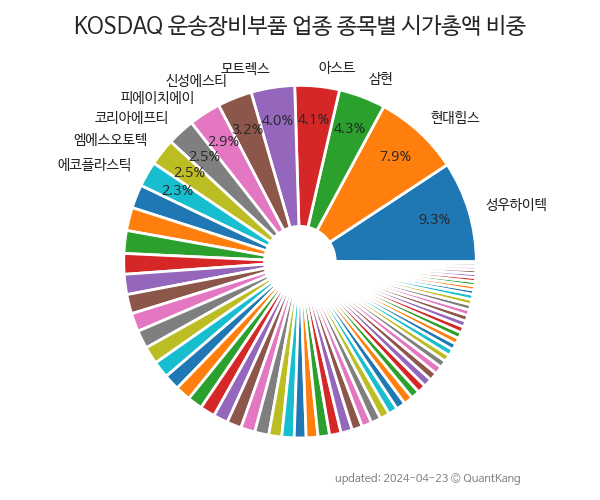 KOSDAQ 운송장비부품 업종 종목별 시가총액 비중
성우하이텍
9.3%
현대힘스
7.9%
삼현
4.3%
아스트
4.1%
모트렉스
4.0%
신성에스티
3.2%
피에이치에이
2.9%
코리아에프티
2.5%
엠에스오토텍
2.5%
에코플라스틱
2.3%
updated: 2024-04-23 © QuantKang